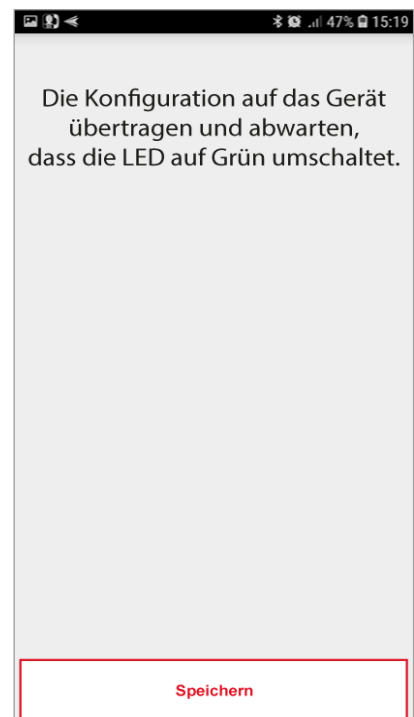 47% 15:19
Die Konfiguration auf das Gerät
übertragen und abwarten,
dass die LED auf Grün umschaltet.
Speichern